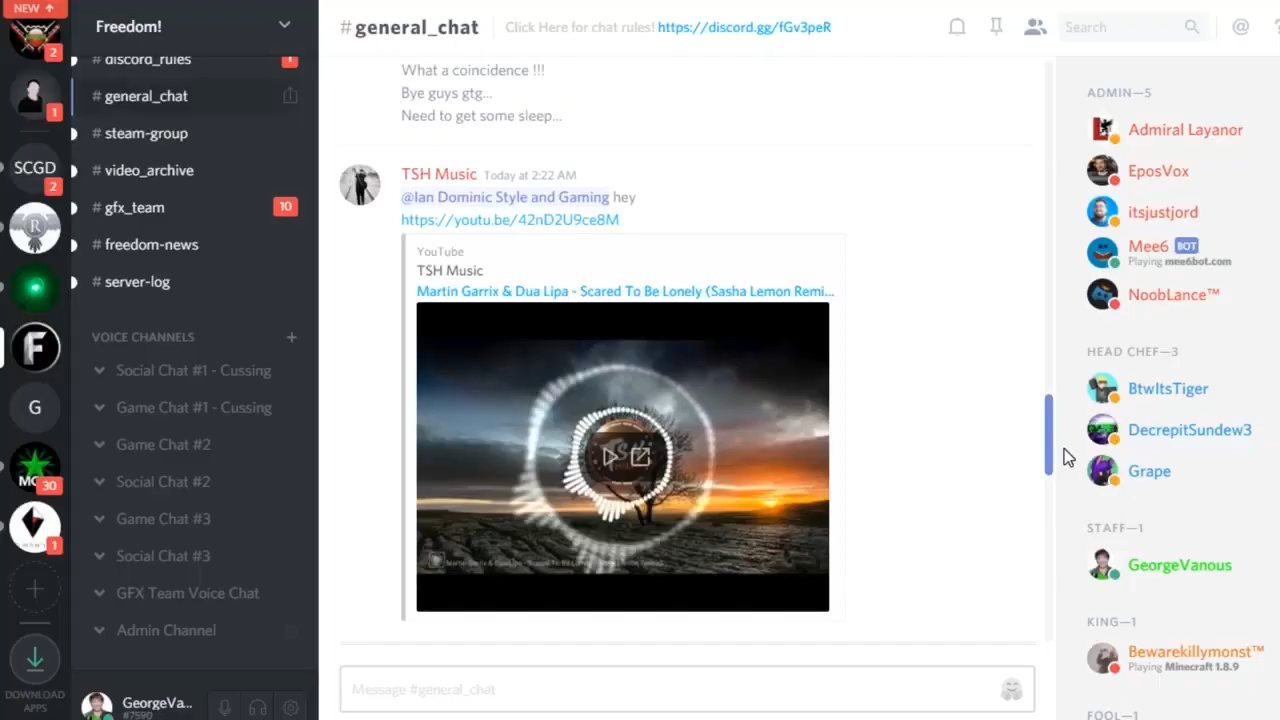 NEW ↑
2
1
SCGD
2
R
F
G
MC
30
1
+
DOWNLOAD
APPS
Freedom!
# discord_rules
1
# general_chat
# steam-group
# video_archive
# gfx_team
10
# freedom-news
# server-log
VOICE CHANNELS
+
Social Chat #1 - Cussing
Game Chat #1 - Cussing
Game Chat #2
Social Chat #2
Game Chat #3
Social Chat #3
GFX Team Voice Chat
Admin Channel
GeorgeVa...
#7590
#general_chat
Click Here for chat rules! https://discord.gg/fGv3peR
Search
@
?
What a coincidence !!!
Bye guys gtg...
Need to get some sleep...
TSH Music Today at 2:22 AM
@Ian Dominic Style and Gaming hey
https://youtu.be/42nD2U9ce8M
YouTube
TSH Music
Martin Garrix & Dua Lipa - Scared To Be Lonely (Sasha Lemon Remi...
Message #general_chat
ADMIN—5
Admiral Layanor
EposVox
itsjustjord
Mee6 BOT
Playing mee6bot.com
NoobLance™
HEAD CHEF—3
BtwItsTiger
DecrepitSundew3
Grape
STAFF—1
GeorgeVanous
KING—1
Bewarekillymonst™
Playing Minecraft 1.8.9
FOOL—1